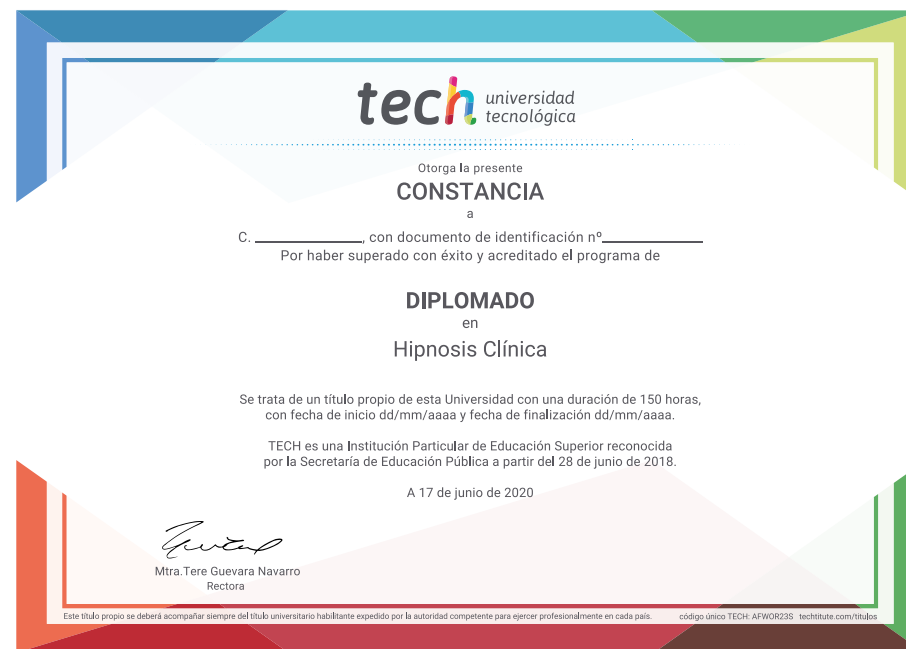 tech universidad
tecnológica
Otorga la presente
CONSTANCIA
a
C. ____________, con documento de identificación nº____________
Por haber superado con éxito y acreditado el programa de
DIPLOMADO
en
Hipnosis Clínica
Se trata de un título propio de esta Universidad con una duración de 150 horas,
con fecha de inicio dd/mm/aaaa y fecha de finalización dd/mm/aaaa.
TECH es una Institución Particular de Educación Superior reconocida
por la Secretaría de Educación Pública a partir del 28 de junio de 2018.
A 17 de junio de 2020
Mtra.Tere Guevara Navarro
Rectora
Este título propio se deberá acompañar siempre del título universitario habilitante expedido por la autoridad competente para ejercer profesionalmente en cada país. código único TECH: AFWOR23S techtitute.com/titulos